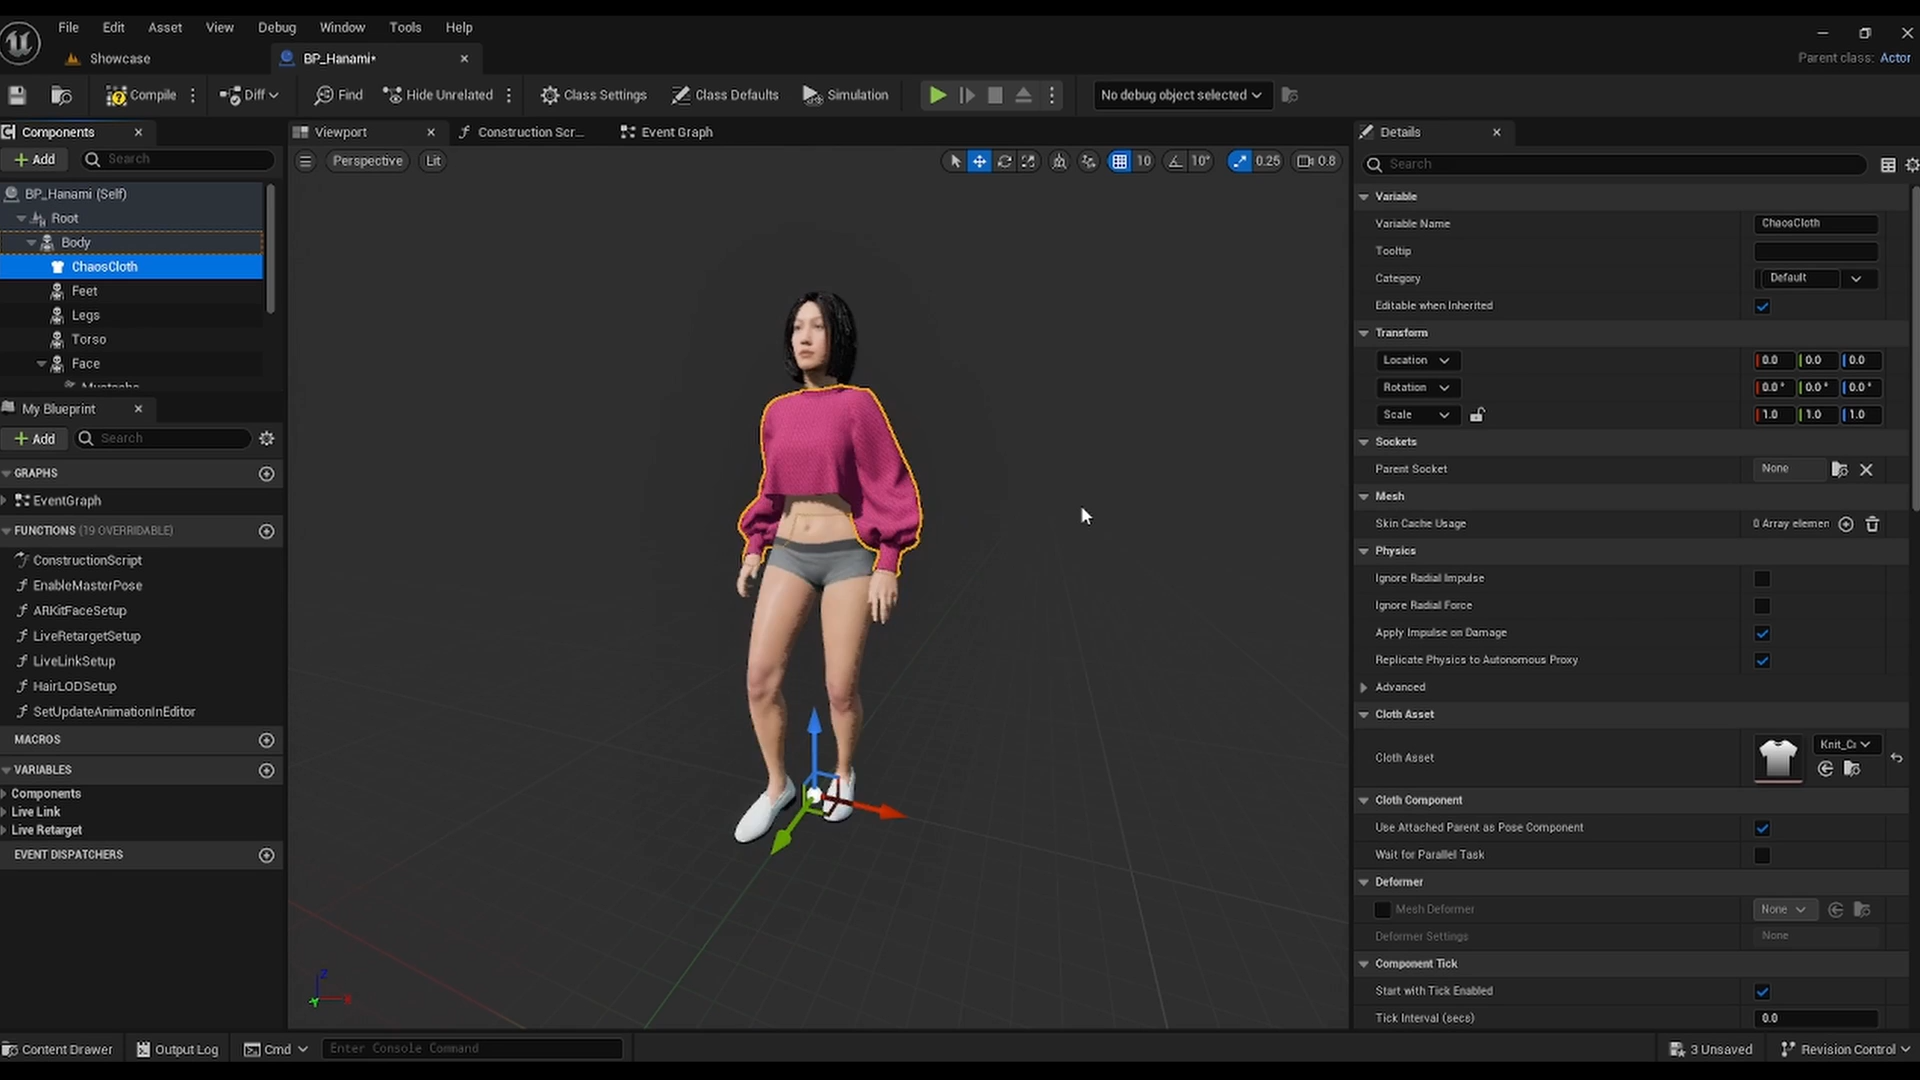 File Edit Asset View Debug Window Tools Help
Showcase
BP_Hanami•
Parent class: Actor
Compile
Diff
Find
Hide Unrelated
Class Settings
Class Defaults
Simulation
No debug object selected
Components
Add
Search
BP_Hanami (Self)
Root
Body
ChaosCloth
Feet
Legs
Torso
Face
Mustache
My Blueprint
Add
Search
GRAPHS
EventGraph
FUNCTIONS (19 OVERRIDABLE)
ConstructionScript
EnableMasterPose
ARKitFaceSetup
LiveRetargetSetup
LiveLinkSetup
HairLODSetup
SetUpdateAnimationInEditor
MACROS
VARIABLES
Components
Live Link
Live Retarget
EVENT DISPATCHERS
Viewport
Construction Scr...
Event Graph
Perspective
Lit
10
10°
0.25
0.8
Z
Y
X
Details
Search
Variable
Variable Name ChaosCloth
Tooltip
Category Default
Editable when Inherited
Transform
Location 0.0 0.0 0.0
Rotation 0.0° 0.0° 0.0°
Scale 1.0 1.0 1.0
Sockets
Parent Socket None
Mesh
Skin Cache Usage 0 Array elemen
Physics
Ignore Radial Impulse
Ignore Radial Force
Apply Impulse on Damage
Replicate Physics to Autonomous Proxy
Advanced
Cloth Asset
Cloth Asset
Cloth Component
Use Attached Parent as Pose Component
Wait for Parallel Task
Deformer
Mesh Deformer None
Deformer Settings None
Component Tick
Start with Tick Enabled
Tick Interval (secs) 0.0
Content Drawer
Output Log
Cmd
Enter Console Command
3 Unsaved
Revision Control